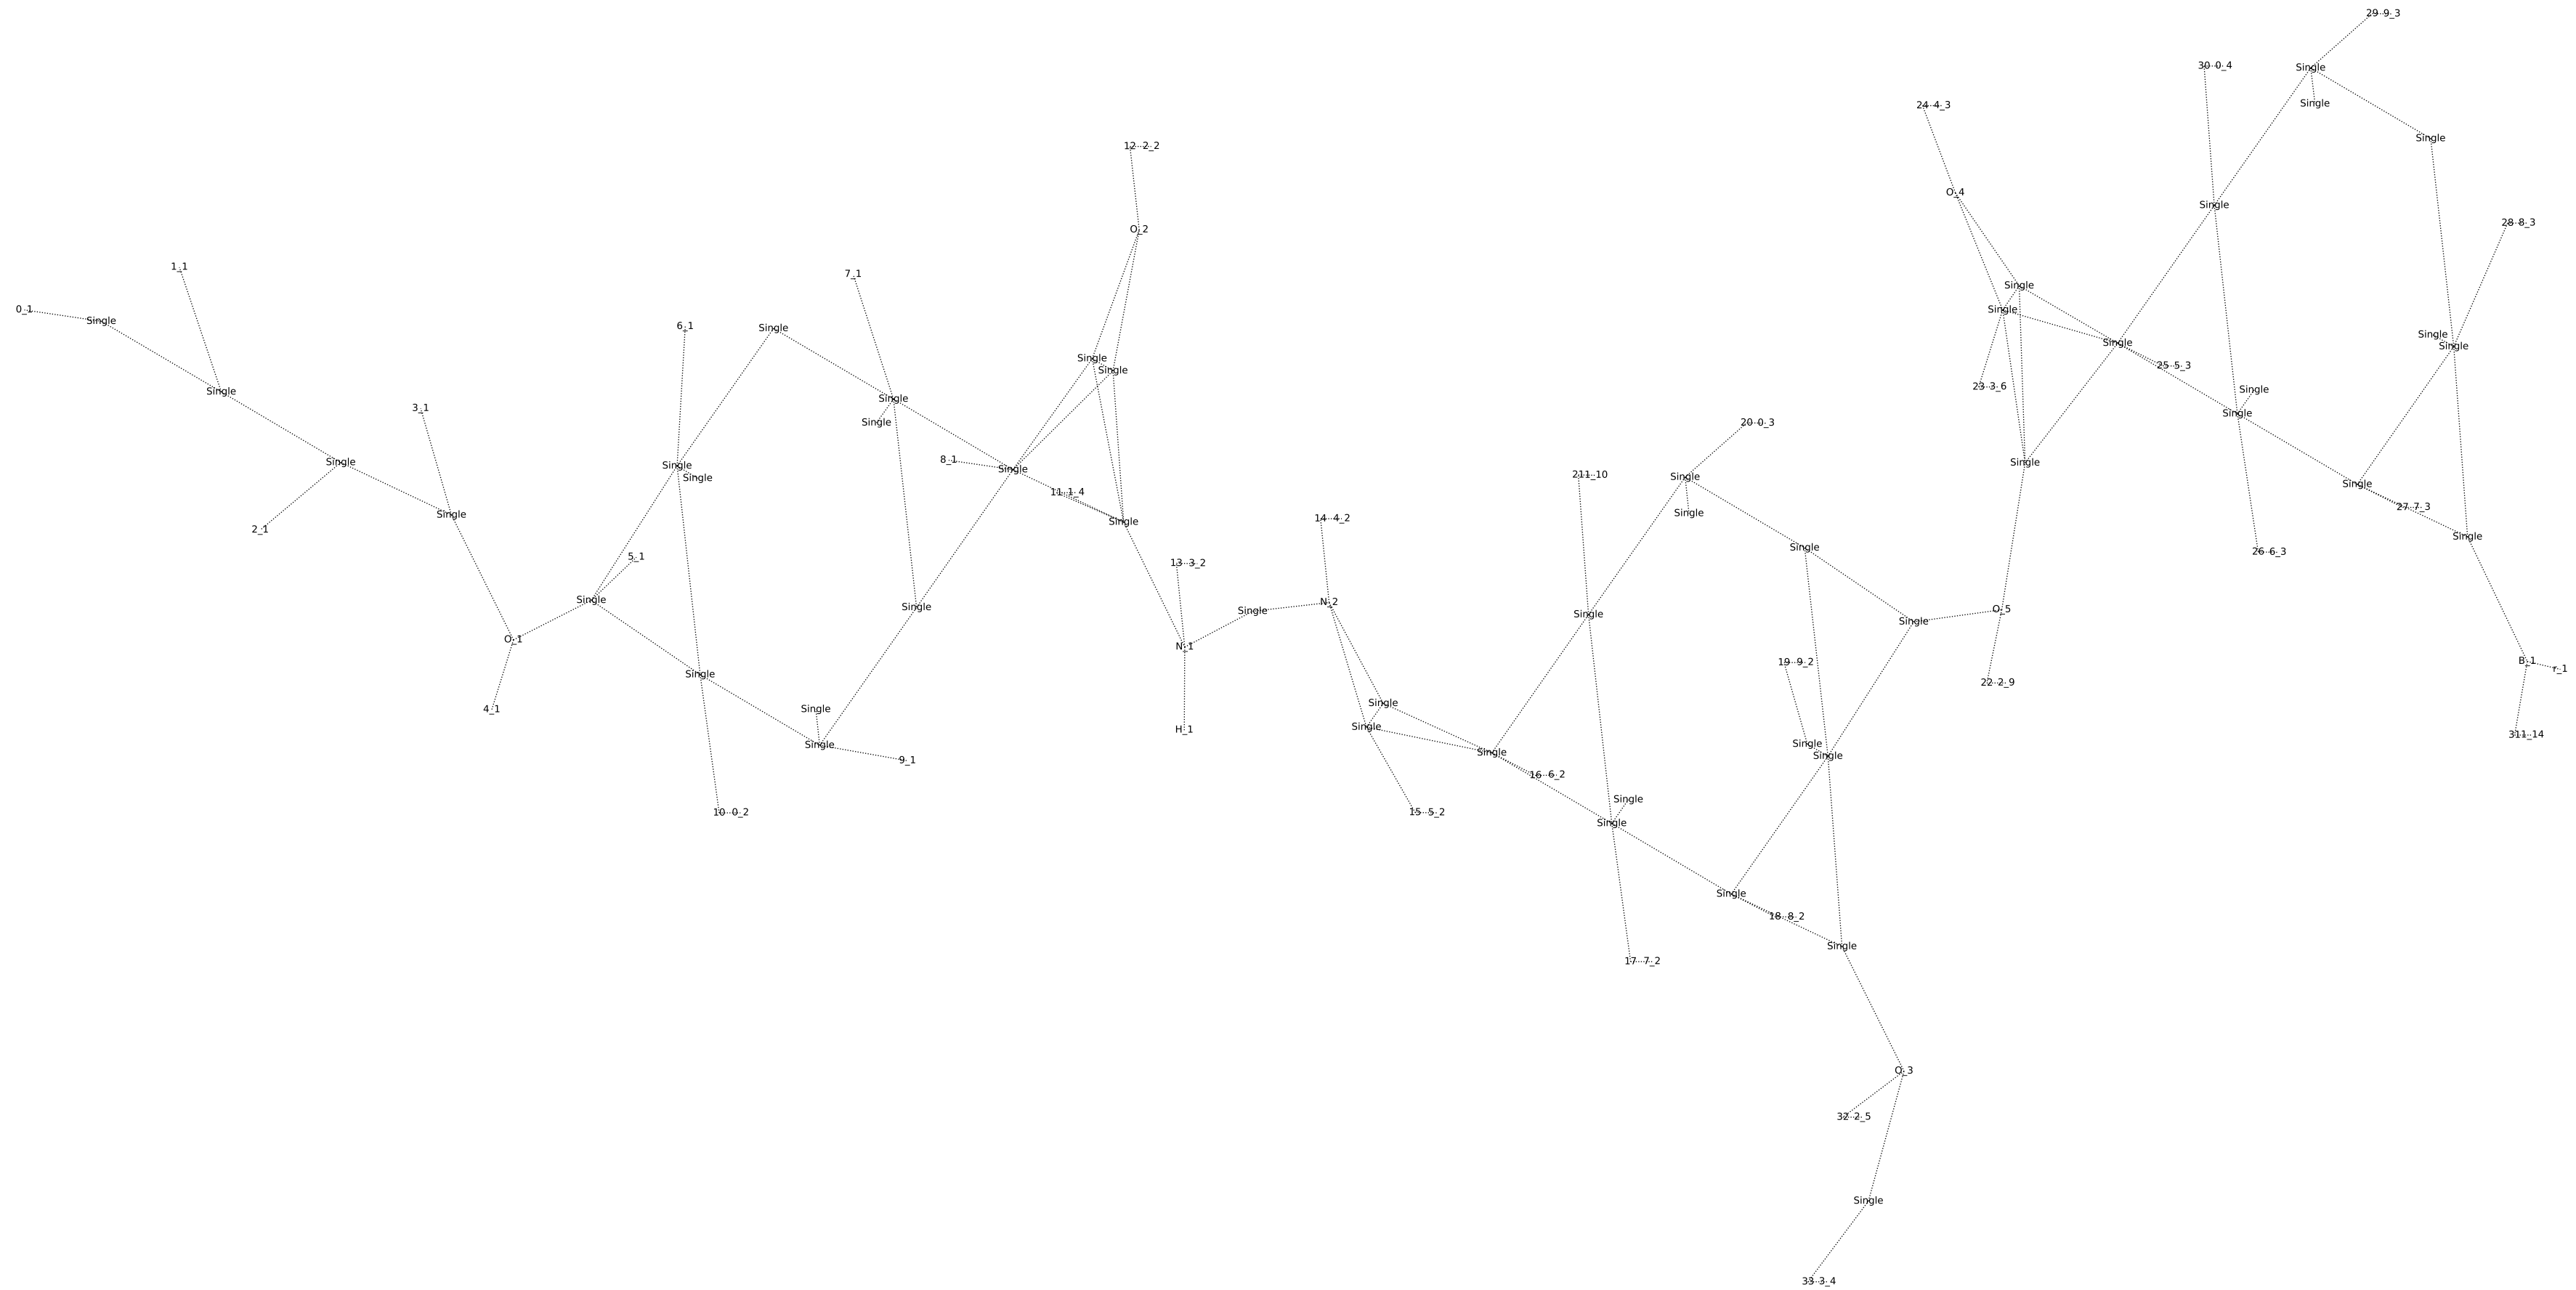 29-9_3
30-0_4
Single
Single
24-4_3
Single
12-2_2
O_4
Single
28-8_3
O_2
1_1
7_1
Single
0_1
Single
Single
6_1
Single
Single
Single
Single
Single
Single
25-5_3
23-3_6
Single
Single
Single
3_1
Single
Single
20-0_3
8_1
Single
Single
Single
Single
Single
211_10
Single
Single
Single
27-7_3
11-1_4
Single
Single
14-4_2
Single
2_1
Single
Single
26-6_3
5_1
13-3_2
Single
N_2
Single
Single
O_5
Single
Single
O_1
N_1
B_1
19-9_2
r_1
Single
22-2_9
Single
4_1
Single
Single
H_1
311_14
Single
Single
Single
Single
9_1
16-6_2
Single
10-0_2
15-5_2
Single
Single
18-8_2
Single
17-7_2
O_3
32-2_5
Single
33-3_4